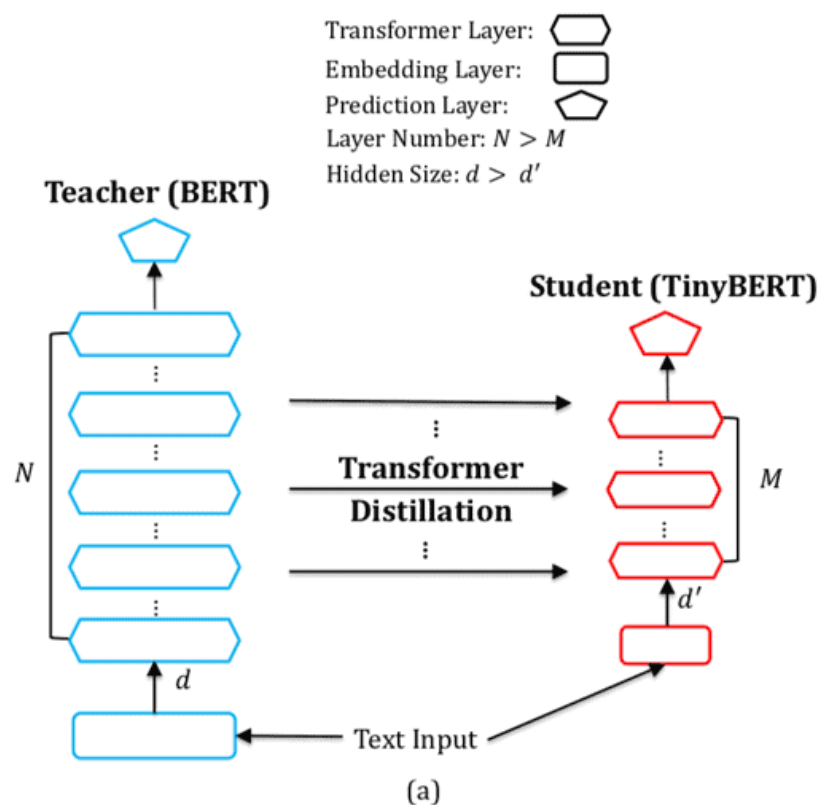 Transformer Layer:
Embedding Layer:
Prediction Layer:
Layer Number: N > M
Hidden Size: d > d′
Teacher (BERT)
Student (TinyBERT)
N
Transformer
Distillation
M
d
d′
Text Input
(a)